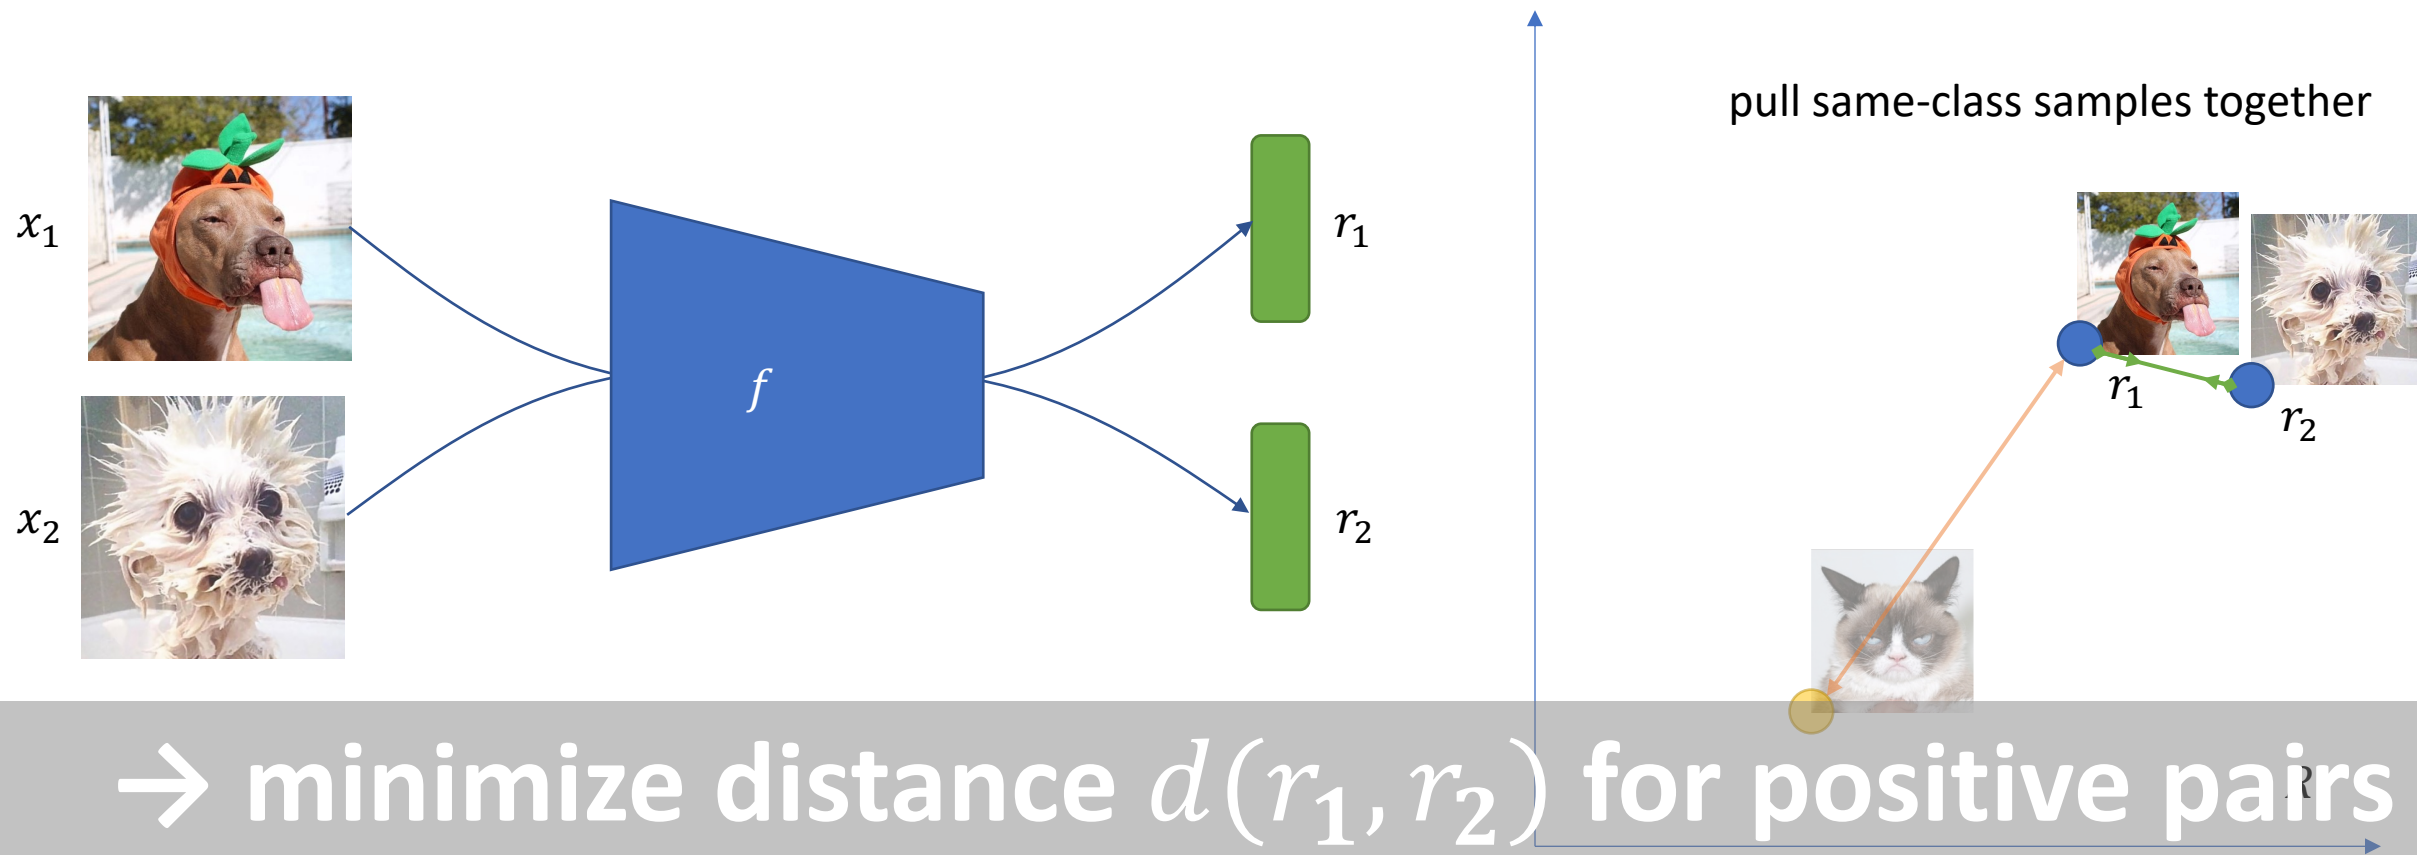 pull same-class samples together
x₁
r₁
f
r₁
r₂
x₂
r₂
R
→ minimize distance d(r₁, r₂) for positive pairs